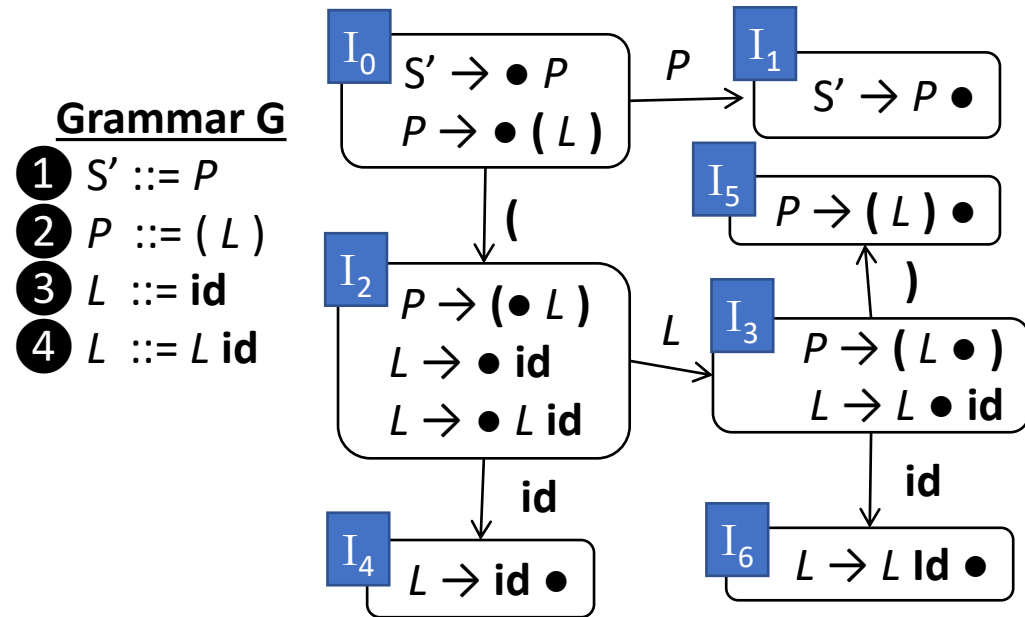 Grammar G
1 S’ ::= P
2 P ::= ( L )
3 L ::= id
4 L ::= L id
I0
S’ → ● P
P → ● ( L )
P
I1
S’ → P ●
(
I5
P → ( L ) ●
)
I2
P → (● L )
L → ● id
L → ● L id
L
I3
P → ( L ● )
L → L ● id
id
id
I4
L → id ●
I6
L → L Id ●